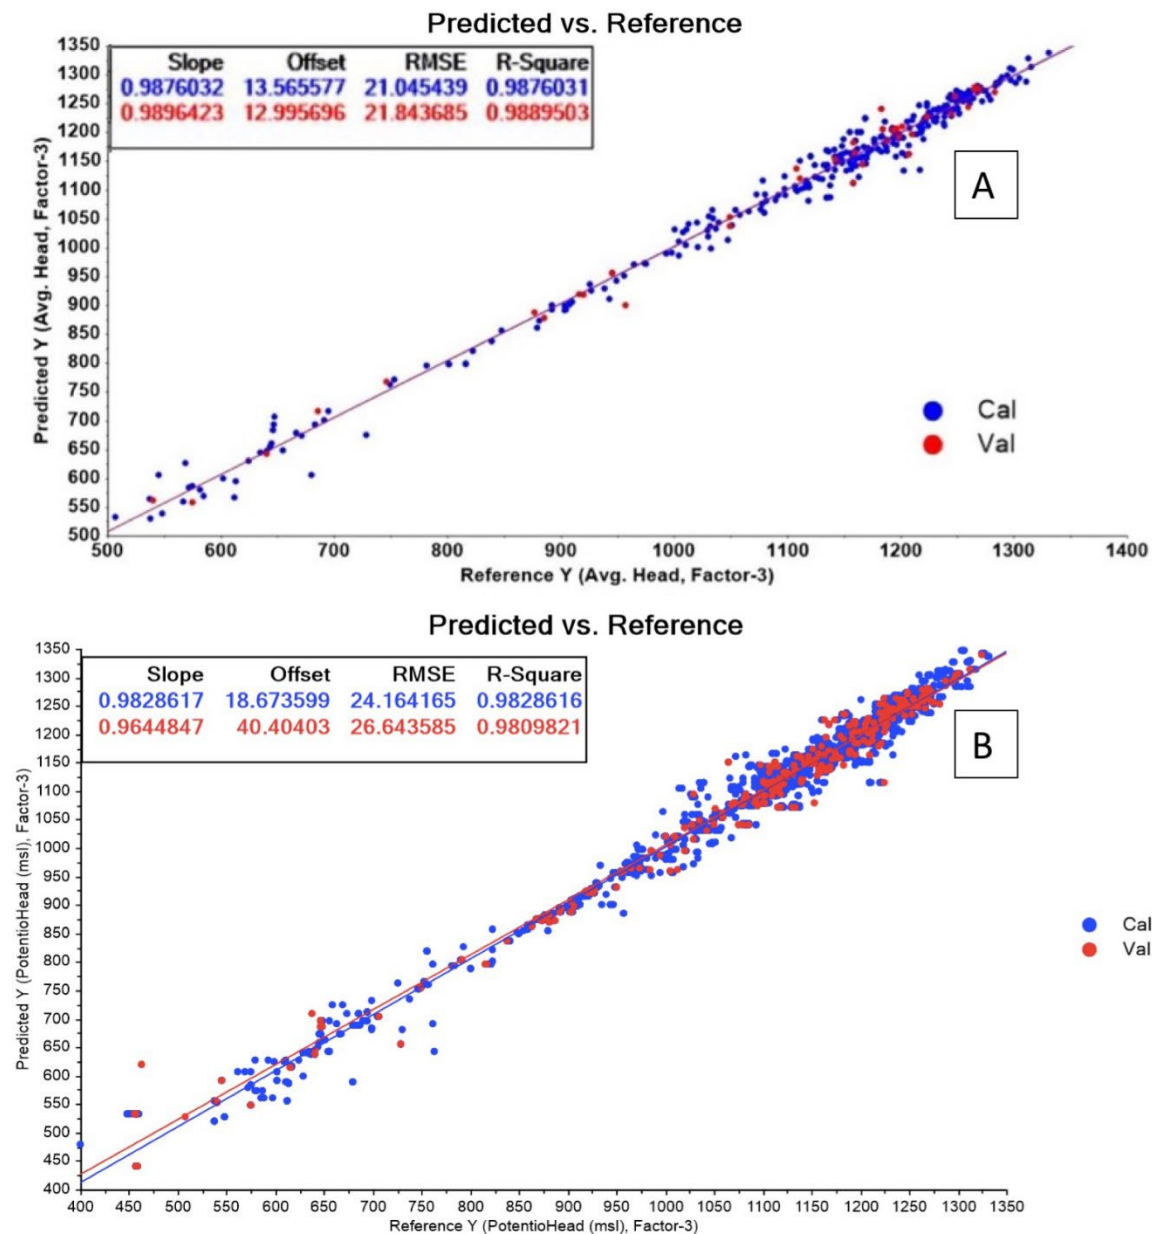 Predicted vs. Reference
Slope Offset RMSE R-Square
0.9876032 13.565577 21.045439 0.9876031
0.9896423 12.995696 21.843685 0.9889503
1350
1300
1250
1200
1150
1100
1050
1000
950
900
850
800
750
700
650
600
550
500
Predicted Y (Avg. Head, Factor-3)
A
Cal
Val
500 600 700 800 900 1000 1100 1200 1300 1400
Reference Y (Avg. Head, Factor-3)
Predicted vs. Reference
Slope Offset RMSE R-Square
0.9828617 18.673599 24.164165 0.9828616
0.9644847 40.40403 26.643585 0.9809821
1350
1300
1250
1200
1150
1100
1050
1000
950
900
850
800
750
700
650
600
550
500
450
400
Predicted Y (PotentioHead (msl), Factor-3)
B
Cal
Val
400 450 500 550 600 650 700 750 800 850 900 950 1000 1050 1100 1150 1200 1250 1300 1350
Reference Y (PotentioHead (msl), Factor-3)